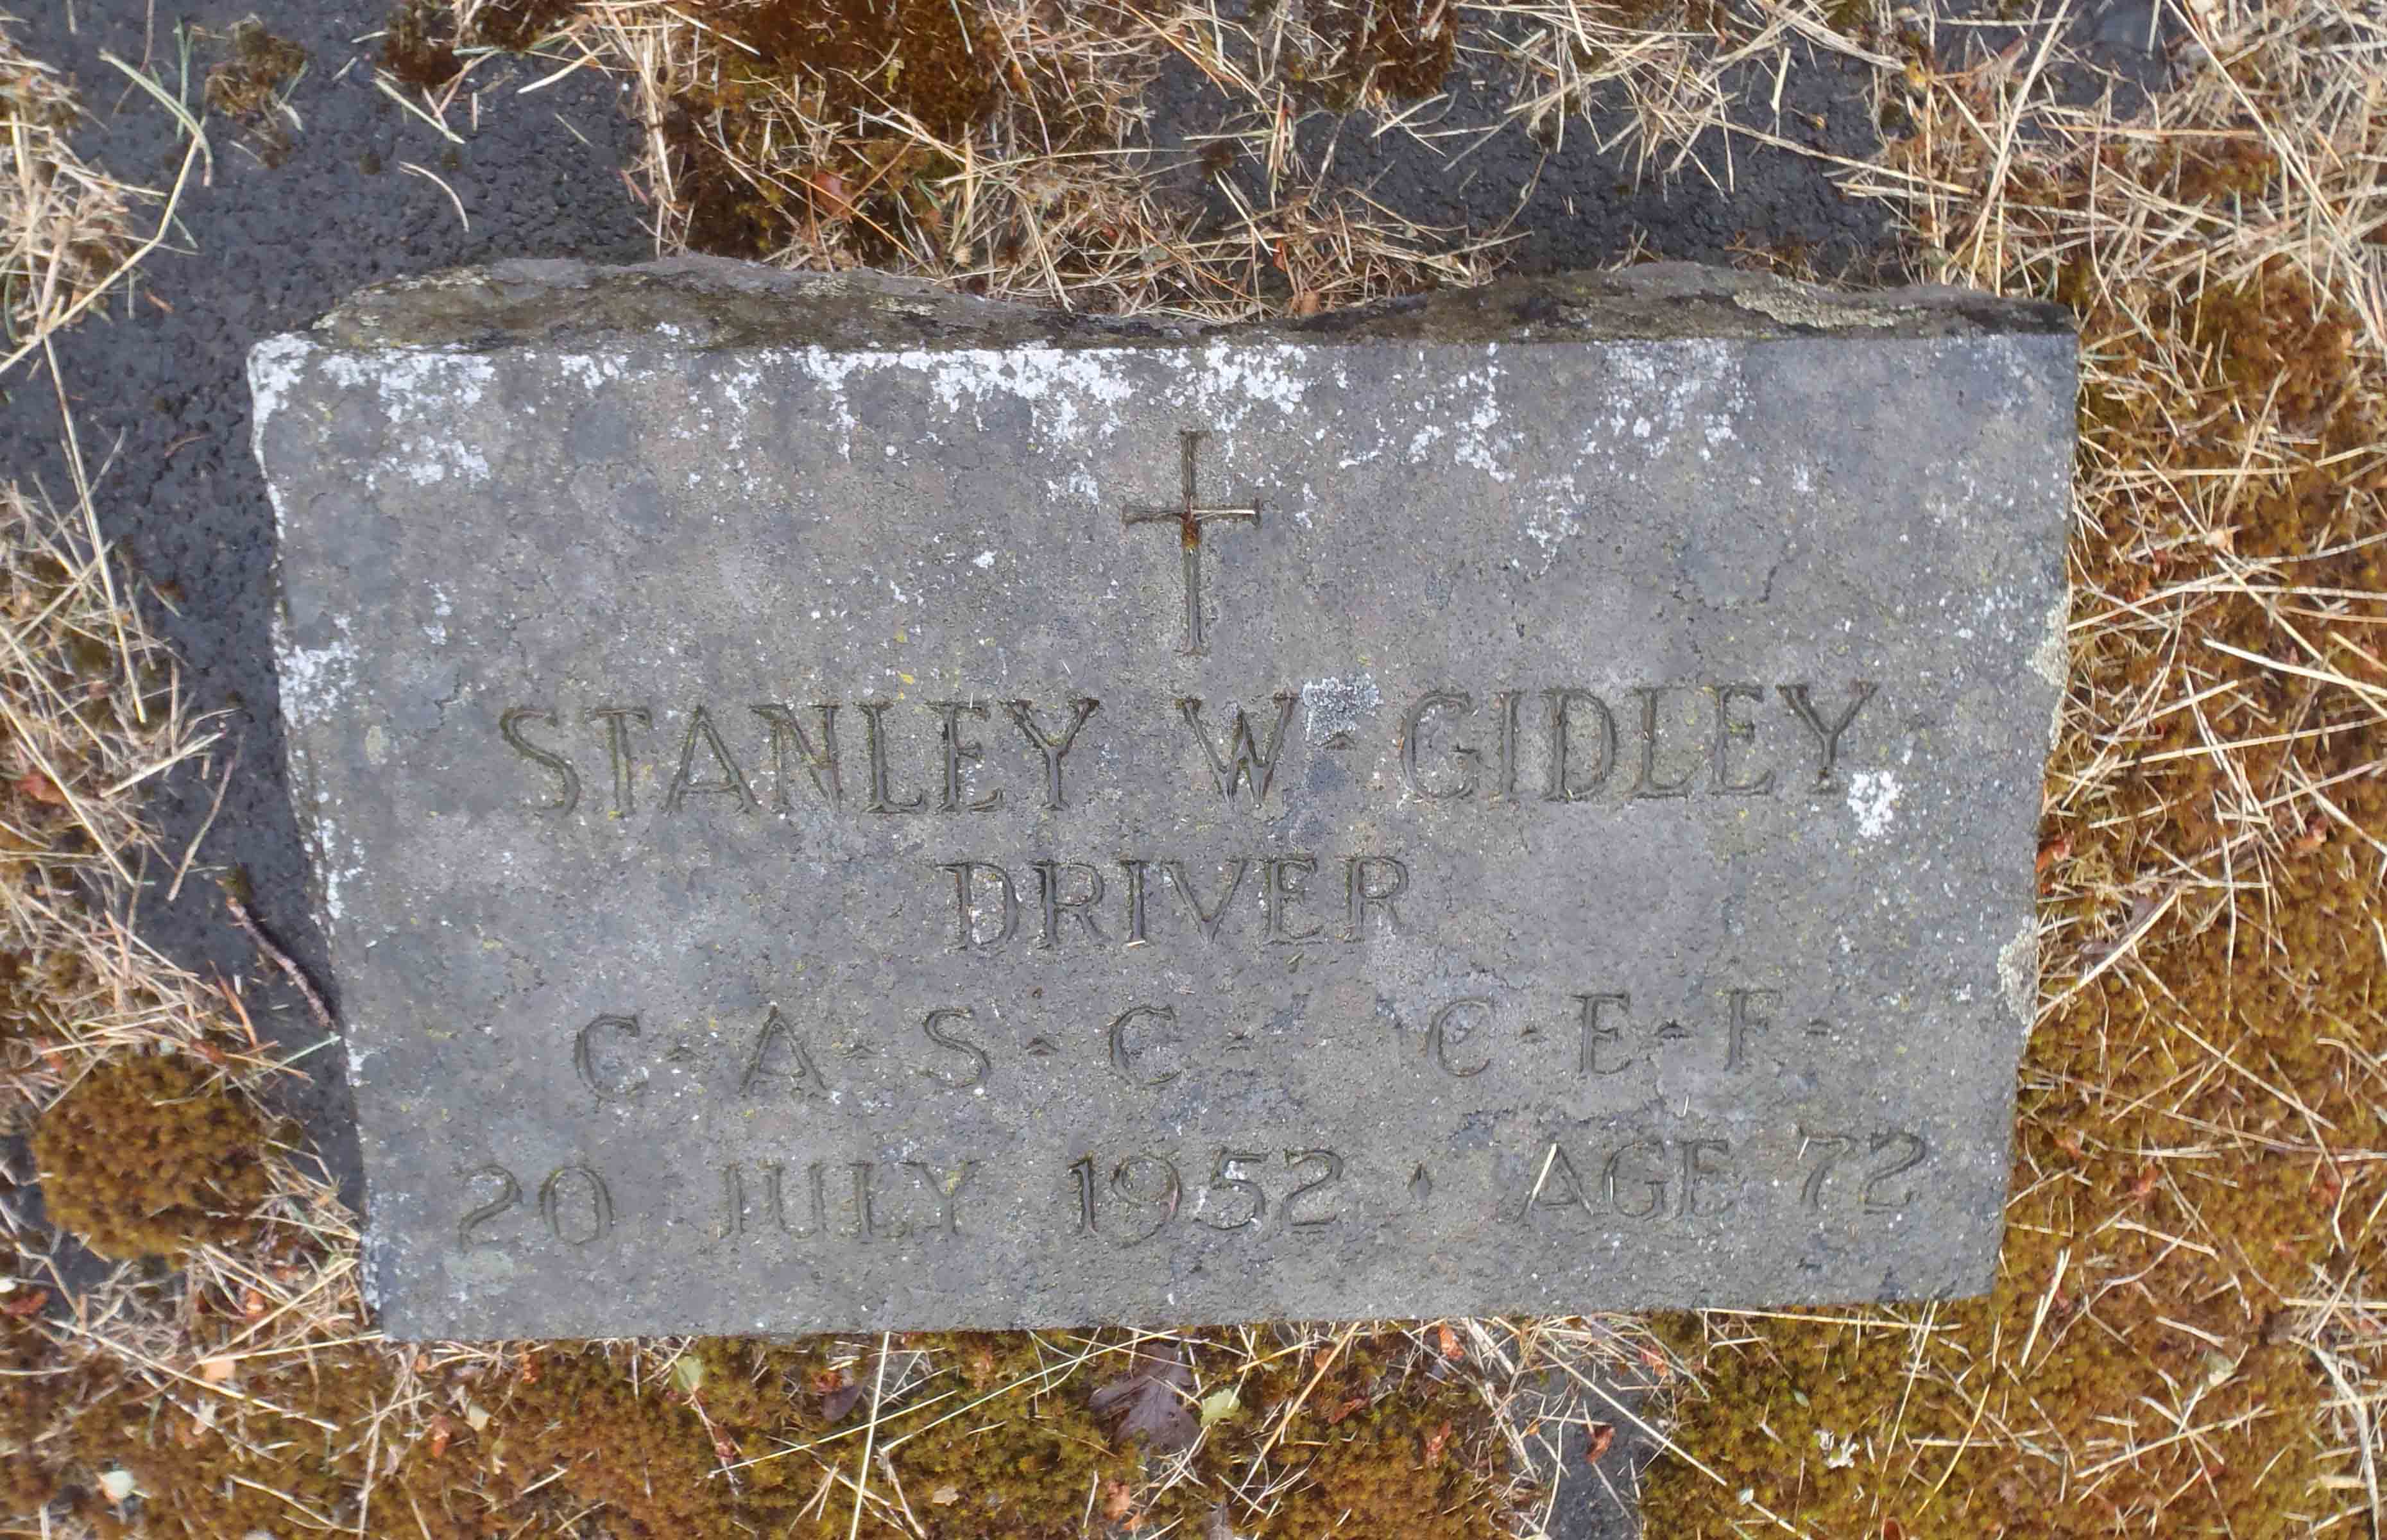 STANLEY W. GIDLEY
DRIVER
C.A.S.C. C.E.F.
20 JULY 1952 . AGE 72